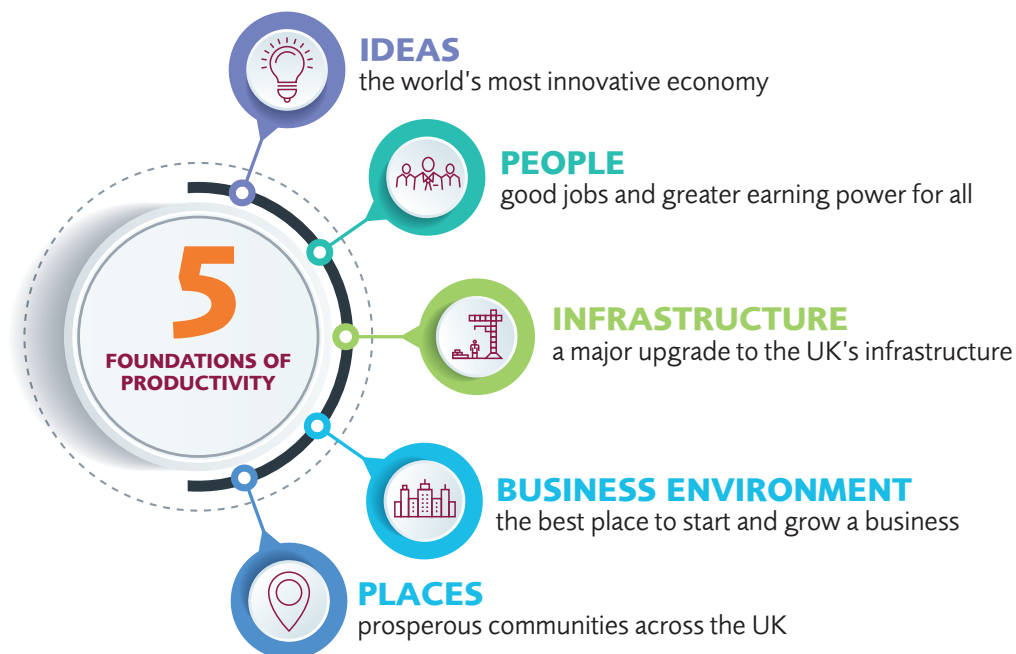 5
FOUNDATIONS OF
PRODUCTIVITY
IDEAS
the world's most innovative economy
PEOPLE
good jobs and greater earning power for all
INFRASTRUCTURE
a major upgrade to the UK's infrastructure
BUSINESS ENVIRONMENT
the best place to start and grow a business
PLACES
prosperous communities across the UK